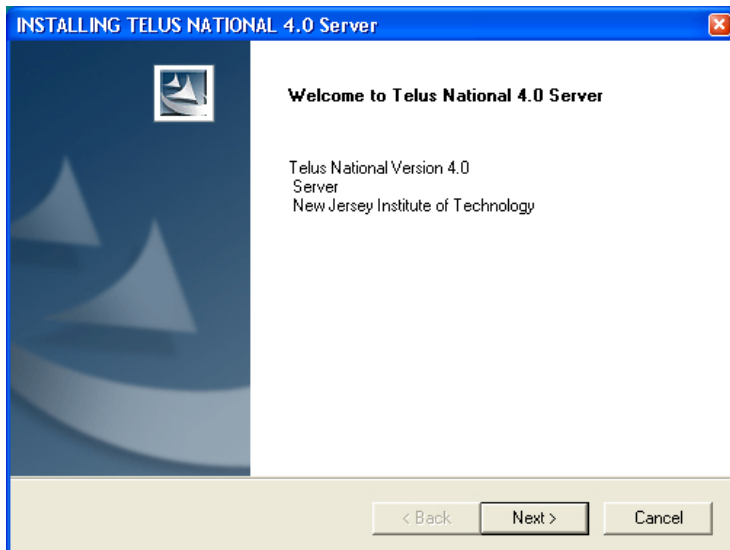 INSTALLING TELUS NATIONAL 4.0 Server
Welcome to Telus National 4.0 Server
Telus National Version 4.0
Server
New Jersey Institute of Technology
< Back
Next >
Cancel